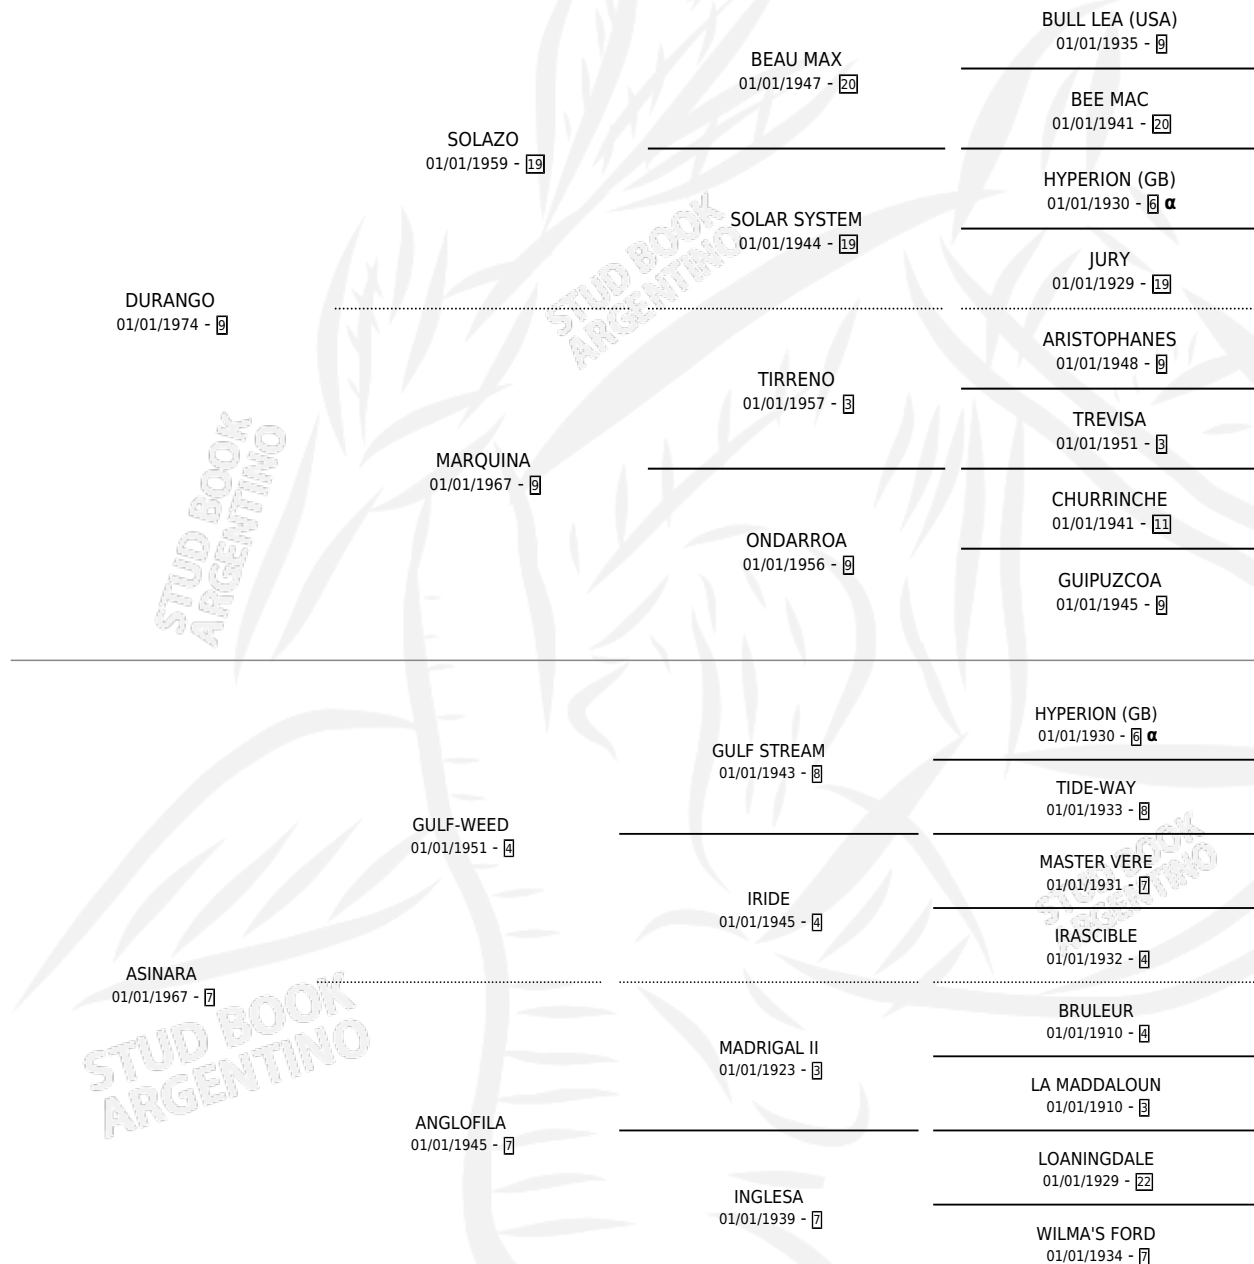 BULL LEA (USA)
01/01/1935 - 9
BEAU MAX
01/01/1947 - 20
BEE MAC
01/01/1941 - 20
SOLAZO
01/01/1959 - 19
HYPERION (GB)
01/01/1930 - 6 α
SOLAR SYSTEM
01/01/1944 - 19
JURY
01/01/1929 - 19
DURANGO
01/01/1974 - 9
ARISTOPHANES
01/01/1948 - 9
TIRRENO
01/01/1957 - 3
TREVISA
01/01/1951 - 3
MARQUINA
01/01/1967 - 9
CHURRINCHE
01/01/1941 - 11
ONDARROA
01/01/1956 - 9
GUIPUZCOA
01/01/1945 - 9
HYPERION (GB)
01/01/1930 - 6 α
GULF STREAM
01/01/1943 - 8
TIDE-WAY
01/01/1933 - 8
GULF-WEED
01/01/1951 - 4
MASTER VERE
01/01/1931 - 7
IRIDE
01/01/1945 - 4
IRASCIBLE
01/01/1932 - 4
ASINARA
01/01/1967 - 7
BRULEUR
01/01/1910 - 4
MADRIGAL II
01/01/1923 - 3
LA MADDALOUN
01/01/1910 - 3
ANGLOFILA
01/01/1945 - 7
LOANINGDALE
01/01/1929 - 22
INGLESA
01/01/1939 - 7
WILMA'S FORD
01/01/1934 - 7
STUD BOOK
ARGENTINO
STUD BOOK
ARGENTINO
STUD BOOK
ARGENTINO
STUD BOOK
ARGENTINO